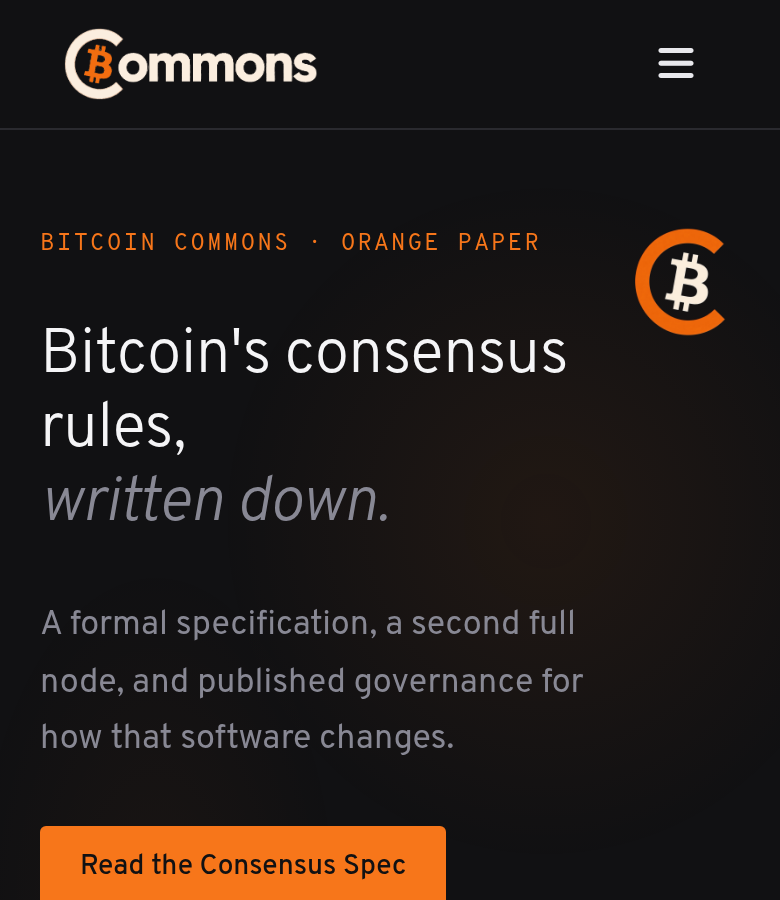 Commons
BITCOIN COMMONS · ORANGE PAPER
Bitcoin's consensus
rules,
written down.
A formal specification, a second full
node, and published governance for
how that software changes.
Read the Consensus Spec